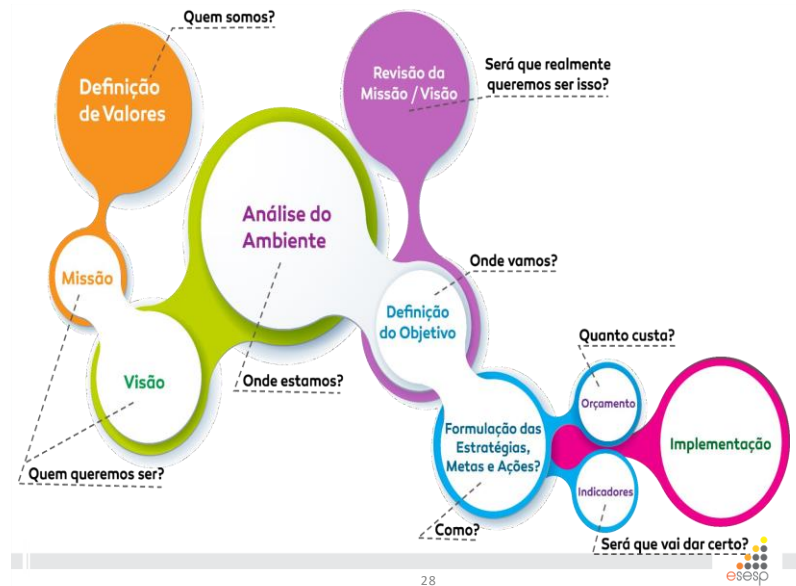 Quem somos?
Definição
de Valores
Revisão da
Missão / Visão
Será que realmente
queremos ser isso?
Análise do
Ambiente
Missão
Onde vamos?
Definição
do Objetivo
Visão
Onde estamos?
Quanto custa?
Orçamento
Formulação das
Estratégias,
Metas e Ações?
Implementação
Indicadores
Quem queremos ser?
Como?
Será que vai dar certo?
28
esesp